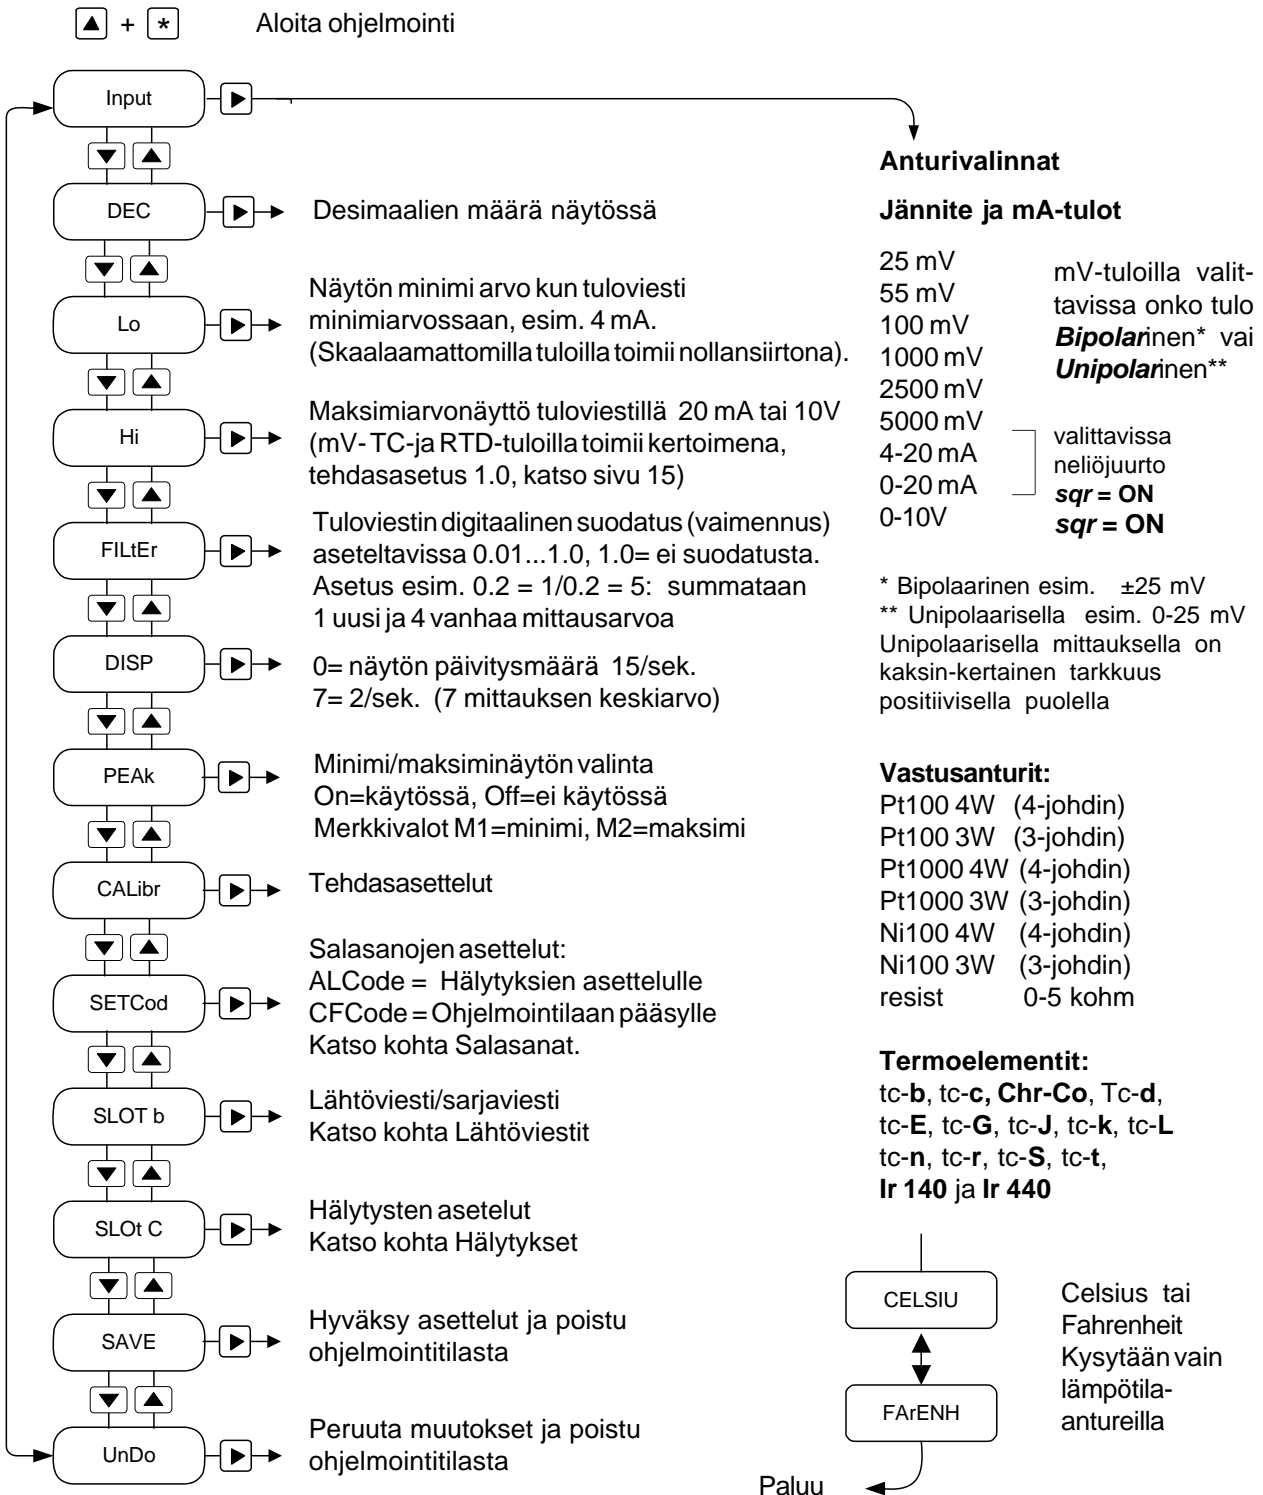 + * Aloita ohjelmointi
Input
DEC
Desimaalien määrä näytössä
Lo
Näytön minimi arvo kun tuloviesti
minimiarvossaan, esim. 4 mA.
(Skaalaamattomilla tuloilla toimii nollansiirtona).
Hi
Maksimiarvonäyttö tuloviestillä 20 mA tai 10V
(mV- TC-ja RTD-tuloilla toimii kertoimena,
tehdasasetus 1.0, katso sivu 15)
FILtEr
Tuloviestin digitaalinen suodatus (vaimennus)
aseteltavissa 0.01...1.0, 1.0= ei suodatusta.
Asetus esim. 0.2 = 1/0.2 = 5: summataan
1 uusi ja 4 vanhaa mittausarvoa
DISP
0= näytön päivitysmäärä 15/sek.
7= 2/sek. (7 mittauksen keskiarvo)
PEAk
Minimi/maksiminäytön valinta
On=käytössä, Off=ei käytössä
Merkkivalot M1=minimi, M2=maksimi
CALibr
Tehdasasettelut
SETCod
Salasanojen asettelut:
ALCode = Hälytyksien asettelulle
CFCode = Ohjelmointilaan pääsylle
Katso kohta Salasanat.
SLOT b
Lähtöviesti/sarjaviesti
Katso kohta Lähtöviestit
SLOt C
Hälytysten asetelut
Katso kohta Hälytykset
SAVE
Hyväksy asettelut ja poistu
ohjelmointitilasta
UnDo
Peruuta muutokset ja poistu
ohjelmointitilasta
Anturivalinnat
Jännite ja mA-tulot
25 mV
55 mV
100 mV
1000 mV
2500 mV
5000 mV
4-20 mA
0-20 mA
0-10V
mV-tuloilla valit-
tavissa onko tulo
Bipolarinen* vai
Unipolarinen**
valittavissa
neliöjuurto
sqr = ON
sqr = ON
* Bipolaarinen esim. ±25 mV
** Unipolaarisella esim. 0-25 mV
Unipolaarisella mittauksella on
kaksin-kertainen tarkkuus
positiivisella puolella
Vastusanturit:
Pt100 4W (4-johdin)
Pt100 3W (3-johdin)
Pt1000 4W (4-johdin)
Pt1000 3W (3-johdin)
Ni100 4W (4-johdin)
Ni100 3W (3-johdin)
resist 0-5 kohm
Termoelementit:
tc-b, tc-c, Chr-Co, Tc-d,
tc-E, tc-G, tc-J, tc-k, tc-L
tc-n, tc-r, tc-S, tc-t,
Ir 140 ja Ir 440
CELSIU
FArENH
Celsius tai
Fahrenheit
Kysytään vain
lämpötila-
antureilla
Paluu